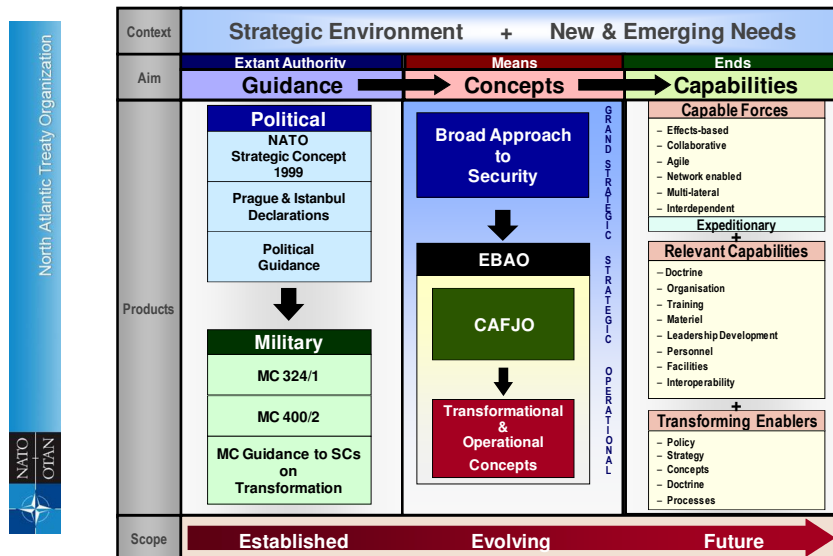 North Atlantic Treaty Organization
NATO
OTAN
Context
Strategic Environment + New & Emerging Needs
Aim
Extant Authority
Guidance
Means
Concepts
Ends
Capabilities
Products
Political
NATO
Strategic Concept
1999
Prague & Istanbul
Declarations
Political
Guidance
Military
MC 324/1
MC 400/2
MC Guidance to SCs
on
Transformation
Broad Approach
to
Security
EBAO
CAFJO
Transformational
&
Operational
Concepts
GRAND STRATEGIC
STRATEGIC
OPERATIONAL
Capable Forces
– Effects-based
– Collaborative
– Agile
– Network enabled
– Multi-lateral
– Interdependent
Expeditionary
+
Relevant Capabilities
– Doctrine
– Organisation
– Training
– Materiel
– Leadership Development
– Personnel
– Facilities
– Interoperability
+
Transforming Enablers
– Policy
– Strategy
– Concepts
– Doctrine
– Processes
Scope
Established
Evolving
Future